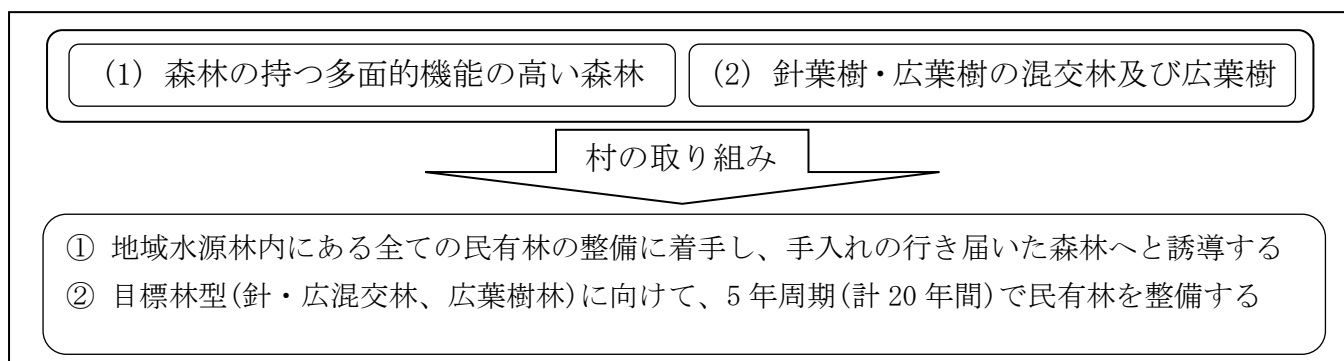 (1) 森林の持つ多面的機能の高い森林
(2) 針葉樹・広葉樹の混交林及び広葉樹
村の取り組み
① 地域水源林内にある全ての民有林の整備に着手し、手入れの行き届いた森林へと誘導する
② 目標林型(針・広混交林、広葉樹林)に向けて、5年周期(計20年間)で民有林を整備する